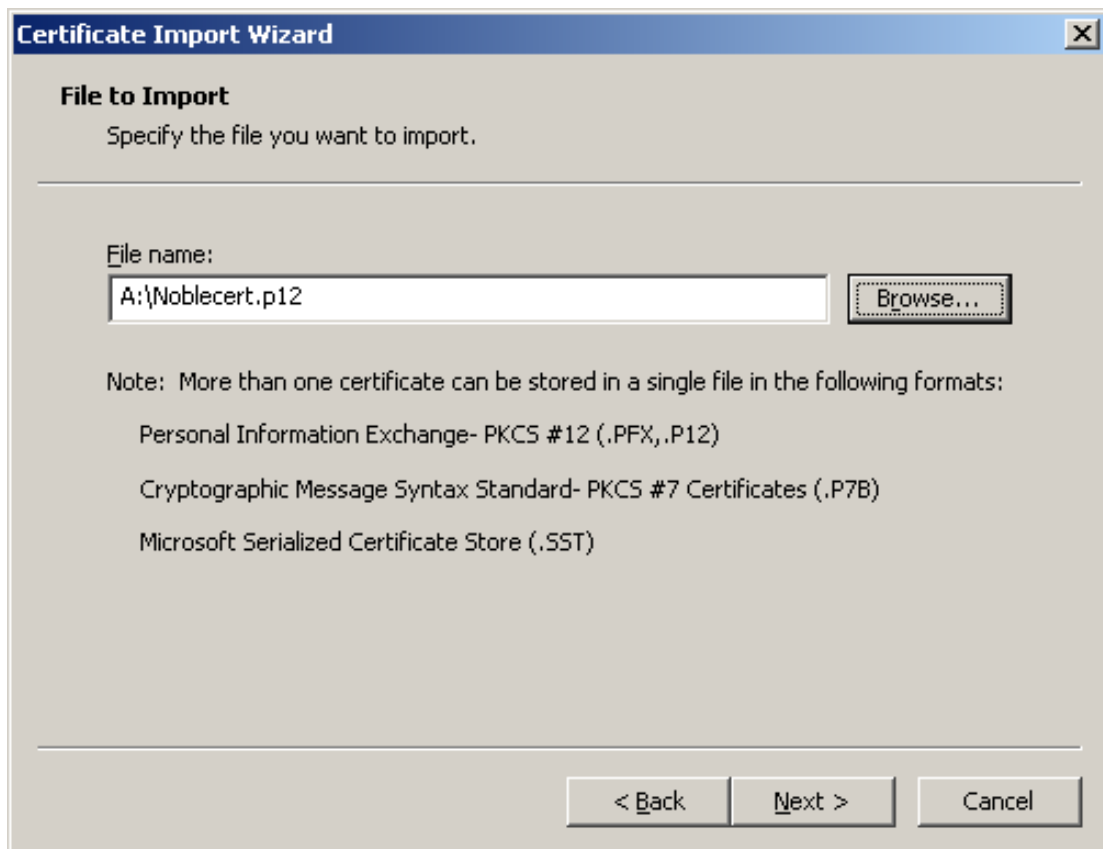 Certificate Import Wizard
File to Import
Specify the file you want to import.
File name:
A:\Noblecert.p12
Browse...
Note: More than one certificate can be stored in a single file in the following formats:
Personal Information Exchange- PKCS #12 (.PFX,.P12)
Cryptographic Message Syntax Standard- PKCS #7 Certificates (.P7B)
Microsoft Serialized Certificate Store (.SST)
< Back
Next >
Cancel